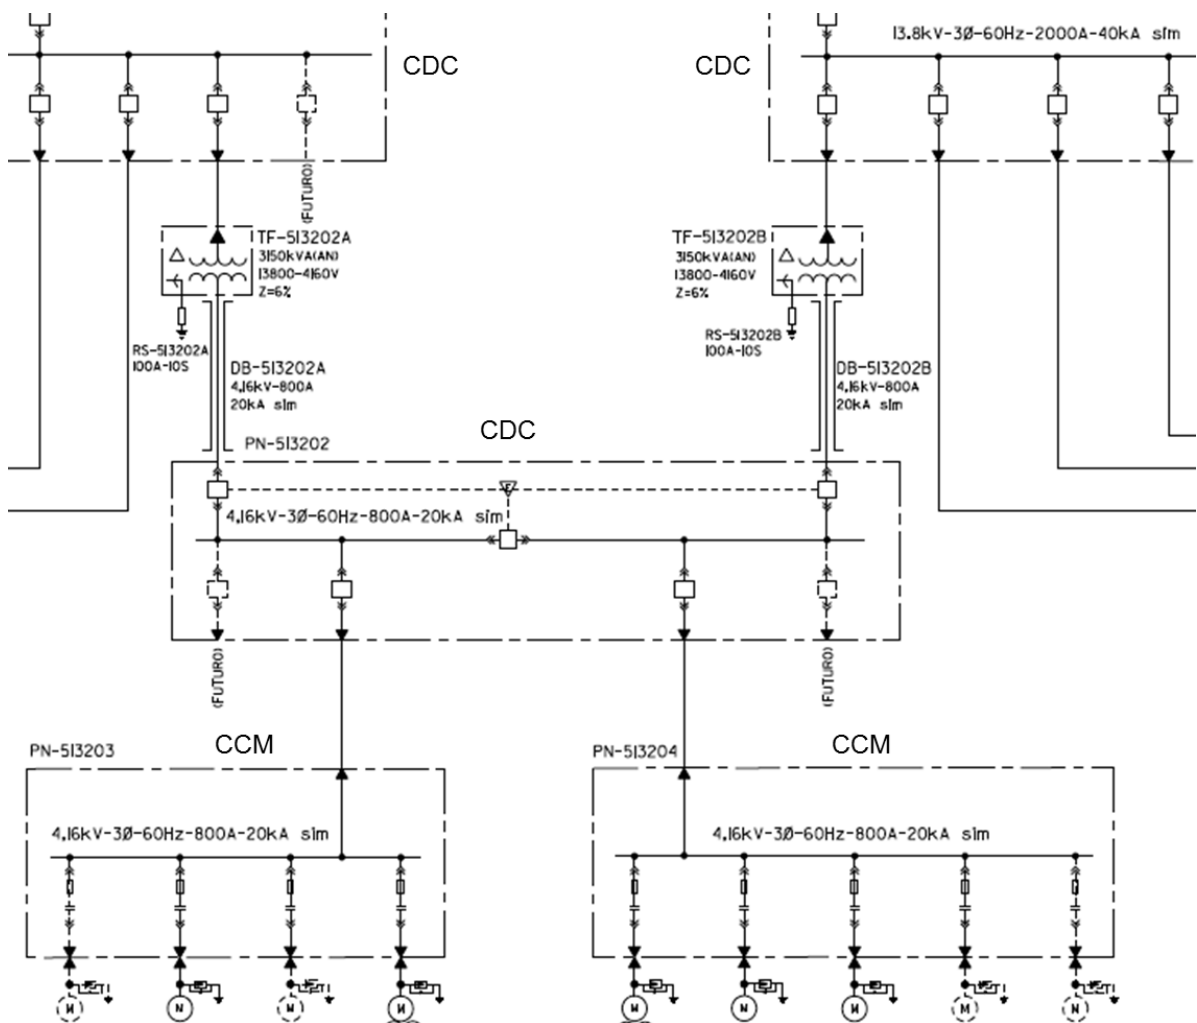 13.8kV-3Ø-60Hz-2000A-40kA sim
CDC
CDC
(FUTURO)
TF-513202A
3150kVA(AN)
13800-4160V
Z=6%
TF-513202B
3150kVA(AN)
13800-4160V
Z=6%
RS-513202A
100A-10S
RS-513202B
100A-10S
DB-513202A
4,16kV-800A
20kA sim
DB-513202B
4,16kV-800A
20kA sim
PN-513202
CDC
F
4,16kV-3Ø-60Hz-800A-20kA sim
(FUTURO)
(FUTURO)
PN-513203
CCM
PN-513204
CCM
4,16kV-3Ø-60Hz-800A-20kA sim
4,16kV-3Ø-60Hz-800A-20kA sim
M
M
M
M
M
M
M
M
M